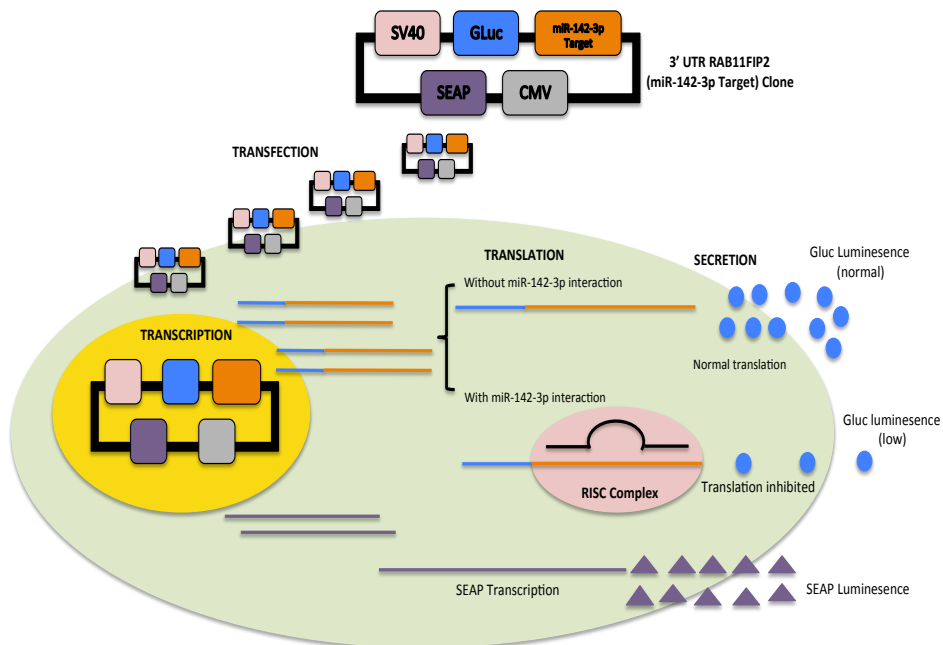 SV40
GLuc
miR-142-3p
Target
3' UTR RAB11FIP2
(miR-142-3p Target) Clone
SEAP
CMV
TRANSFECTION
TRANSLATION
SECRETION
Gluc Luminesence
(normal)
Without miR-142-3p interaction
TRANSCRIPTION
Normal translation
With miR-142-3p interaction
Gluc luminesence
(low)
RISC Complex
Translation inhibited
SEAP Transcription
SEAP Luminesence